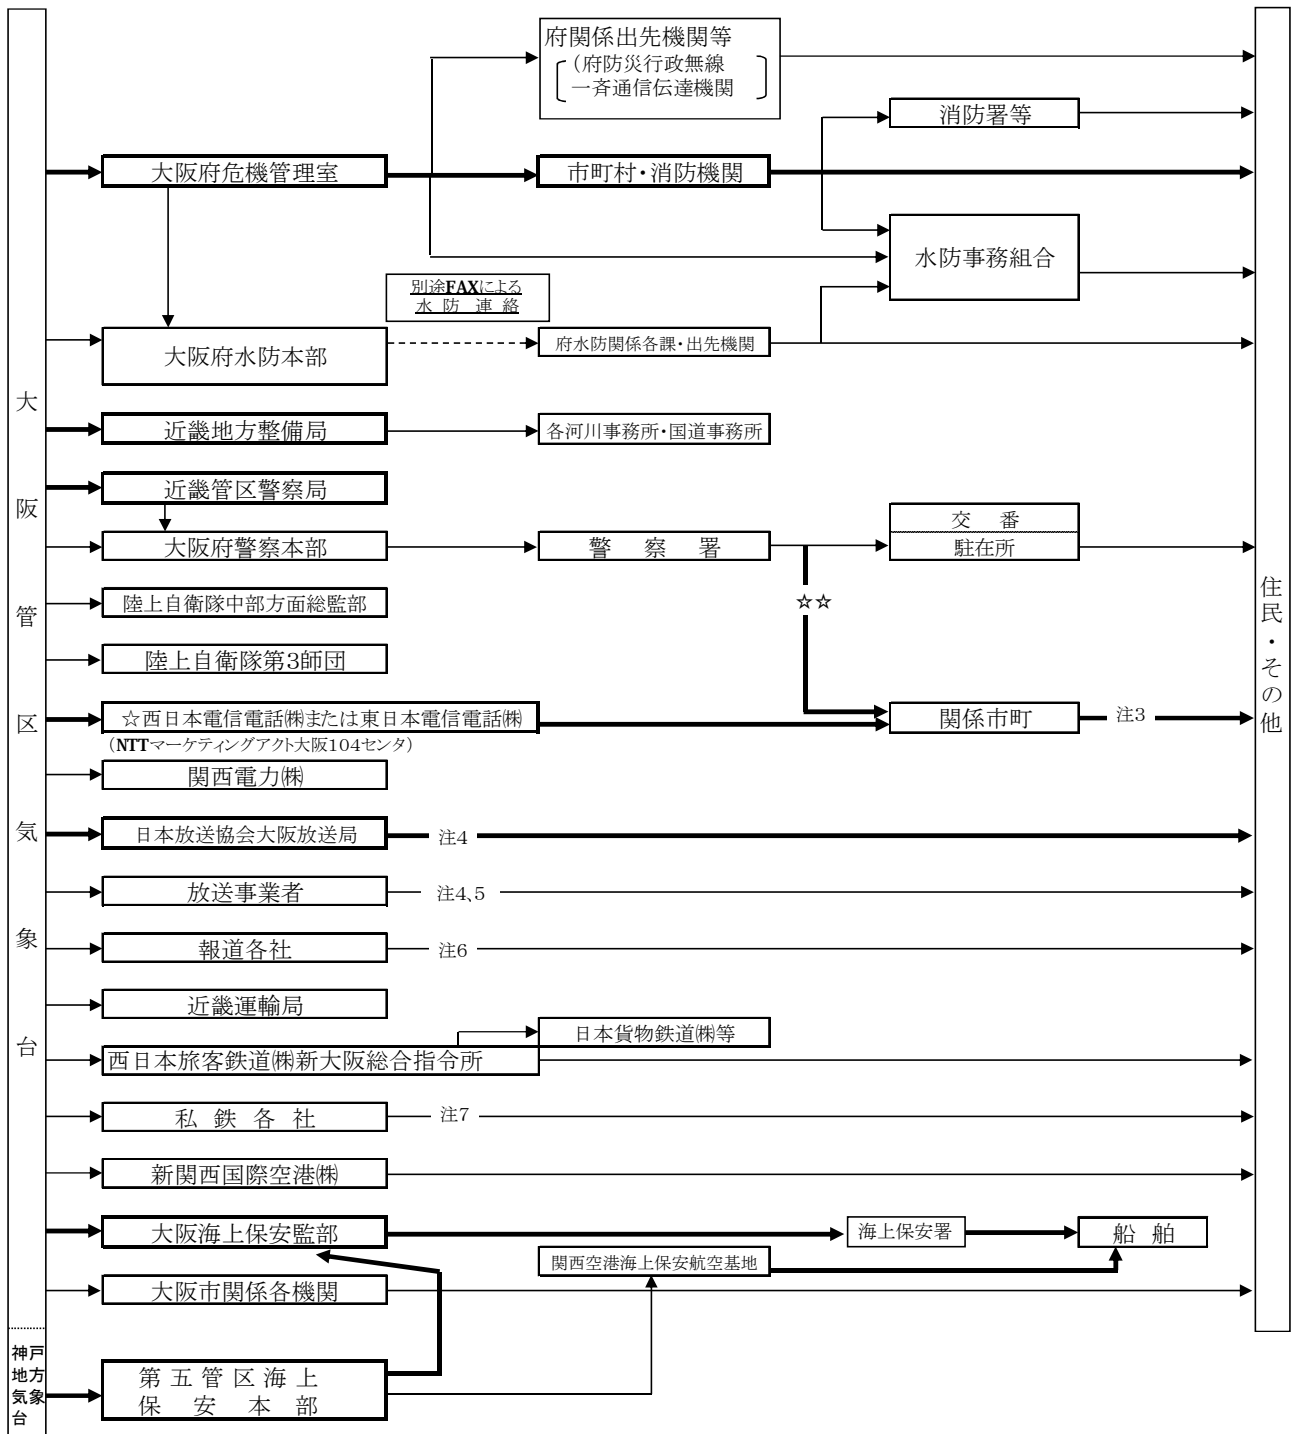 府関係出先機関等
（府防災行政無線
一斉通信伝達機関
消防署等
大阪府危機管理室
市町村・消防機関
水防事務組合
別途FAXによる
水防連絡
大阪府水防本部
府水防関係各課・出先機関
近畿地方整備局
各河川事務所・国道事務所
近畿管区警察局
大阪府警察本部
警察署
交番
駐在所
陸上自衛隊中部方面総監部
☆☆
陸上自衛隊第3師団
☆西日本電信電話㈱または東日本電信電話㈱
（NTTマーケティングアクト大阪104センタ）
関係市町
注3
関西電力㈱
日本放送協会大阪放送局
注4
放送事業者
注4、5
報道各社
注6
近畿運輸局
日本貨物鉄道㈱等
西日本旅客鉄道㈱新大阪総合指令所
私鉄各社
注7
新関西国際空港㈱
大阪海上保安監部
海上保安署
船舶
関西空港海上保安航空基地
大阪市関係各機関
第五管区海上
保安本部
大阪管区気象台
神戸
地方
気象
台
住民・その他